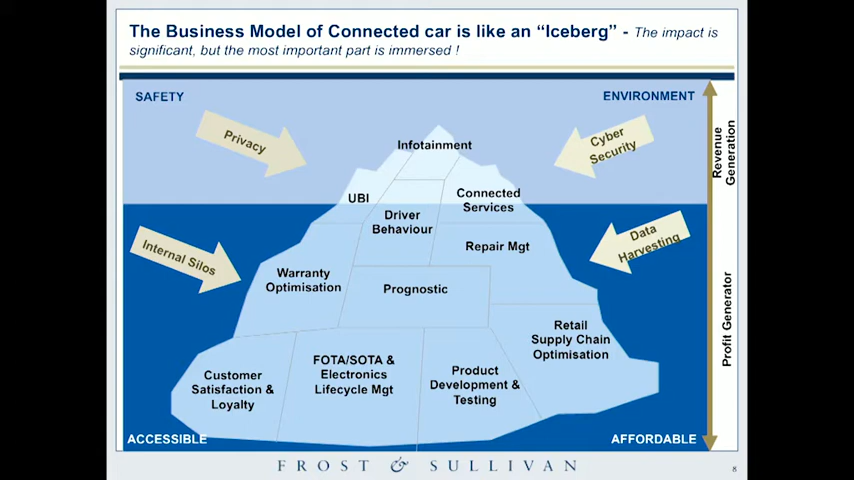 The Business Model of Connected car is like an “Iceberg” - The impact is
significant, but the most important part is immersed !
SAFETY
ENVIRONMENT
Privacy
Cyber
Security
Infotainment
Revenue
Generation
UBI
Connected
Services
Driver
Behaviour
Internal Silos
Data
Harvesting
Repair Mgt
Warranty
Optimisation
Prognostic
Profit Generator
Retail
Supply Chain
Optimisation
Customer
Satisfaction &
Loyalty
FOTA/SOTA &
Electronics
Lifecycle Mgt
Product
Development &
Testing
ACCESSIBLE
AFFORDABLE
FROST & SULLIVAN
8